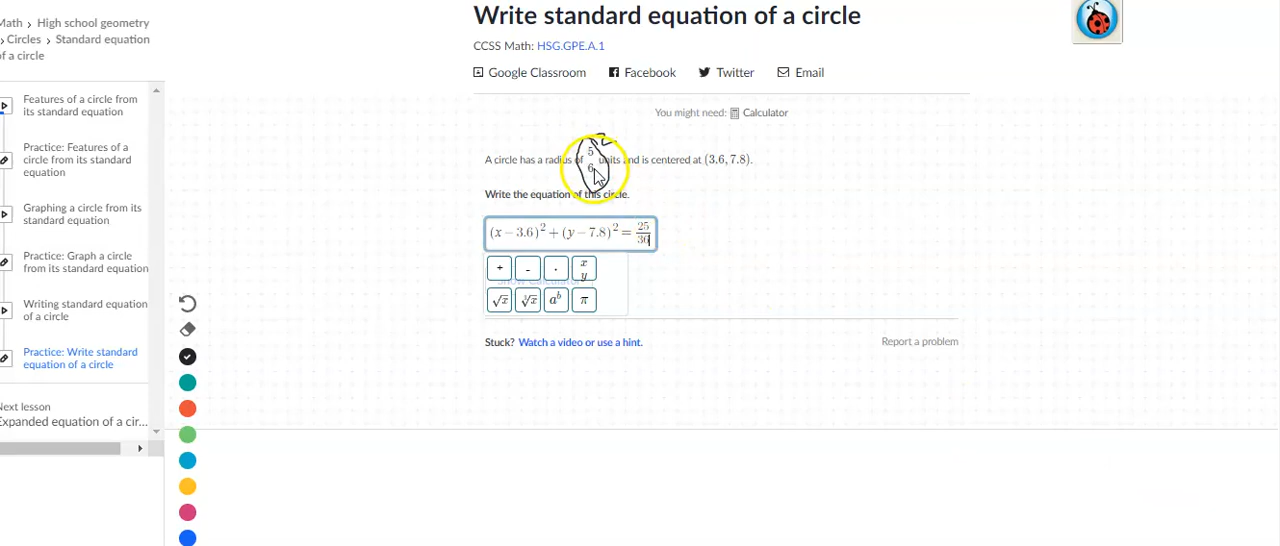 Math › High school geometry
› Circles › Standard equation
of a circle
Features of a circle from
its standard equation
Practice: Features of a
circle from its standard
equation
Graphing a circle from its
standard equation
Practice: Graph a circle
from its standard equation
Writing standard equation
of a circle
Practice: Write standard
equation of a circle
Next lesson
Expanded equation of a cir...
Write standard equation of a circle
CCSS Math: HSG.GPE.A.1
Google Classroom Facebook Twitter Email
You might need: Calculator
A circle has a radius of 5/6 units and is centered at (3.6, 7.8).
Write the equation of this circle.
(x − 3.6)² + (y − 7.8)² = 25/36
+ - · x/y
Show Calculator
√x ∛x aᵇ π
Stuck? Watch a video or use a hint.
Report a problem